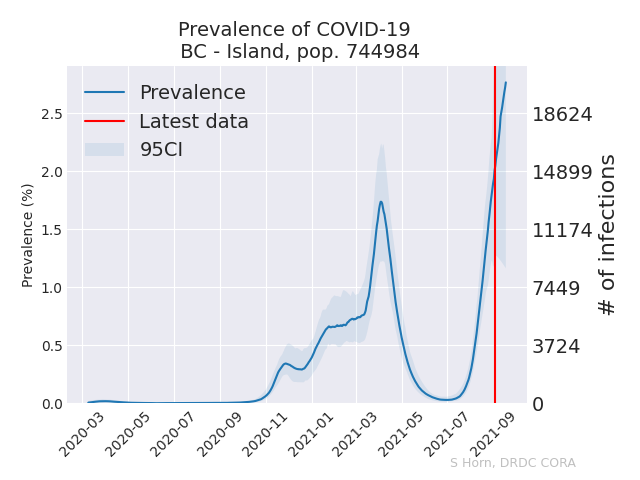 Prevalence of COVID-19
BC - Island, pop. 744984
Prevalence
Latest data
95CI
Prevalence (%)
2.5
2.0
1.5
1.0
0.5
0.0
18624
14899
11174
7449
3724
0
# of infections
2020-03
2020-05
2020-07
2020-09
2020-11
2021-01
2021-03
2021-05
2021-07
2021-09
S Horn, DRDC CORA